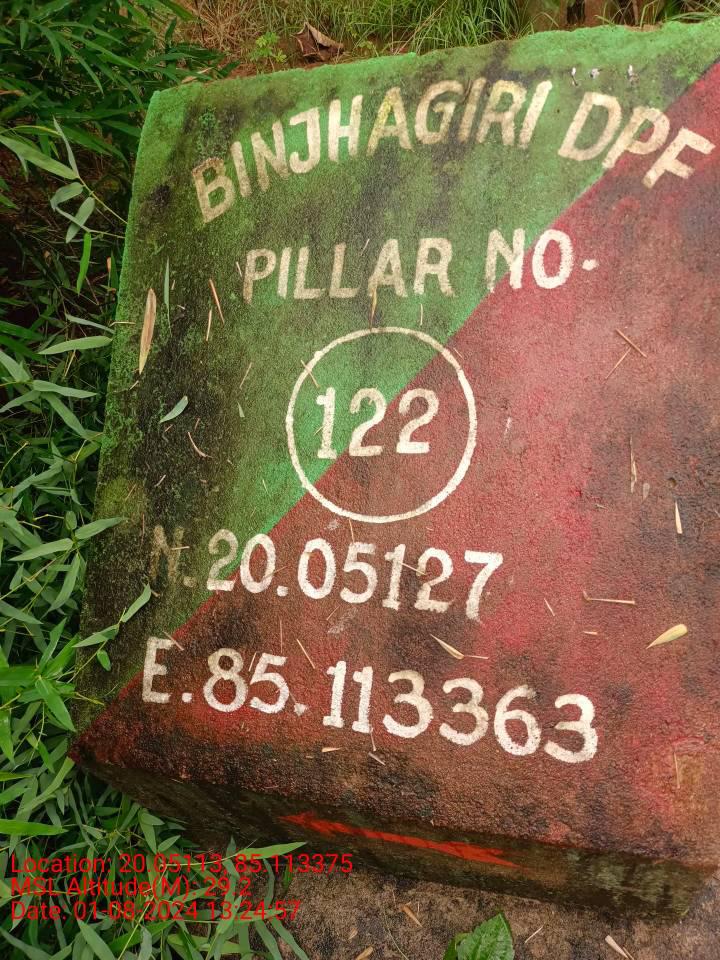 BINJHAGIRI DPF
PILLAR NO.
122
N.20.05127
E.85.113363
Location: 20.05113, 85.113375
MSL Altitude(M): 29.2
Date: 01-08-2024 13:24:57